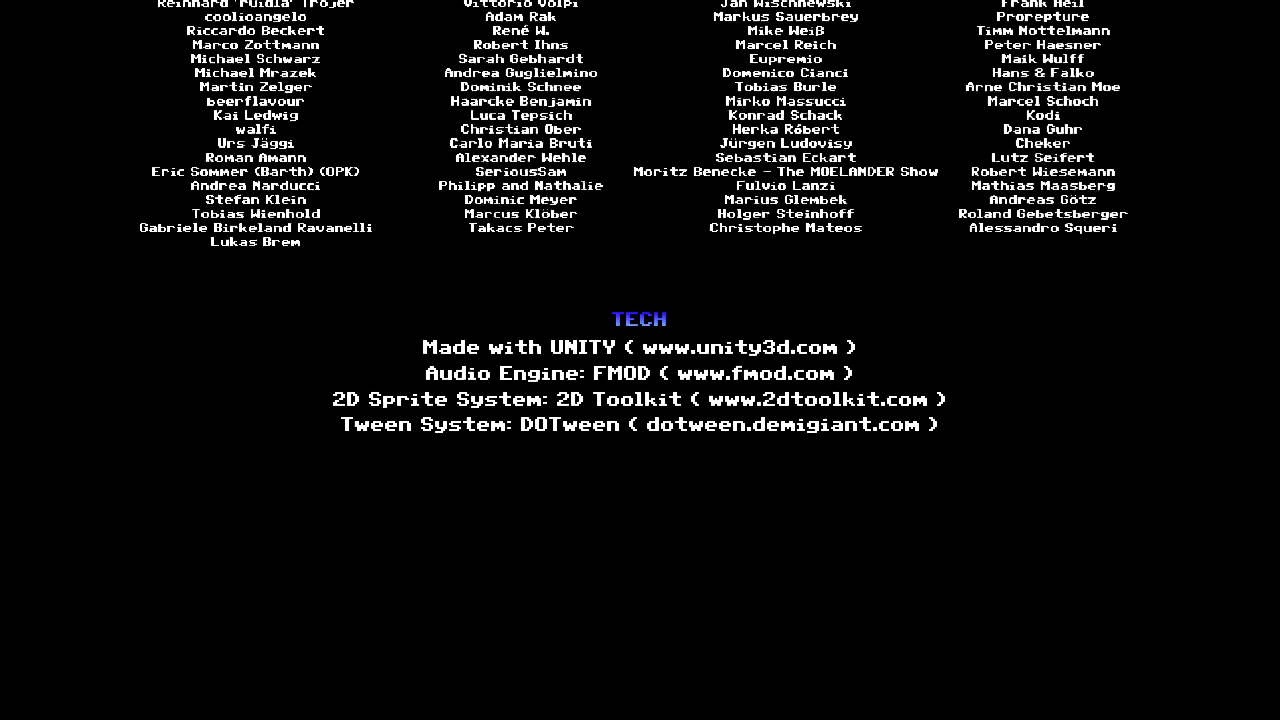 Reinhard "Fuidla" Trojer Vittorio Volpi Jan Wischnewski Frank Heil
coolioangelo Adam Rak Markus Sauerbrey Prorepture
Riccardo Beckert René W. Mike Weiß Timm Nottelmann
Marco Zottmann Robert Ihns Marcel Reich Peter Haesner
Michael Schwarz Sarah Gebhardt Eupremio Maik Wulff
Michael Mrazek Andrea Guglielmino Domenico Cianci Hans & Falko
Martin Zelger Dominik Schnee Tobias Burle Arne Christian Moe
beerflavour Haarcke Benjamin Mirko Massucci Marcel Schoch
Kai Ledwig Luca Tepsich Konrad Schack Kodi
walfi Christian Ober Herka Róbert Dana Guhr
Urs Jäggi Carlo Maria Bruti Jürgen Ludovisy Cheker
Roman Amann Alexander Wehle Sebastian Eckart Lutz Seifert
Eric Sommer (Barth) (OPK) SeriousSam Moritz Benecke - The MOELANDER Show Robert Wiesemann
Andrea Narducci Philipp and Nathalie Fulvio Lanzi Mathias Maasberg
Stefan Klein Dominic Meyer Marius Glembek Andreas Götz
Tobias Wienhold Marcus Klöber Holger Steinhoff Roland Gebetsberger
Gabriele Birkeland Ravanelli Takacs Peter Christophe Mateos Alessandro Squeri
Lukas Brem
TECH
Made with UNITY ( www.unity3d.com )
Audio Engine: FMOD ( www.fmod.com )
2D Sprite System: 2D Toolkit ( www.2dtoolkit.com )
Tween System: DOTween ( dotween.demigiant.com )